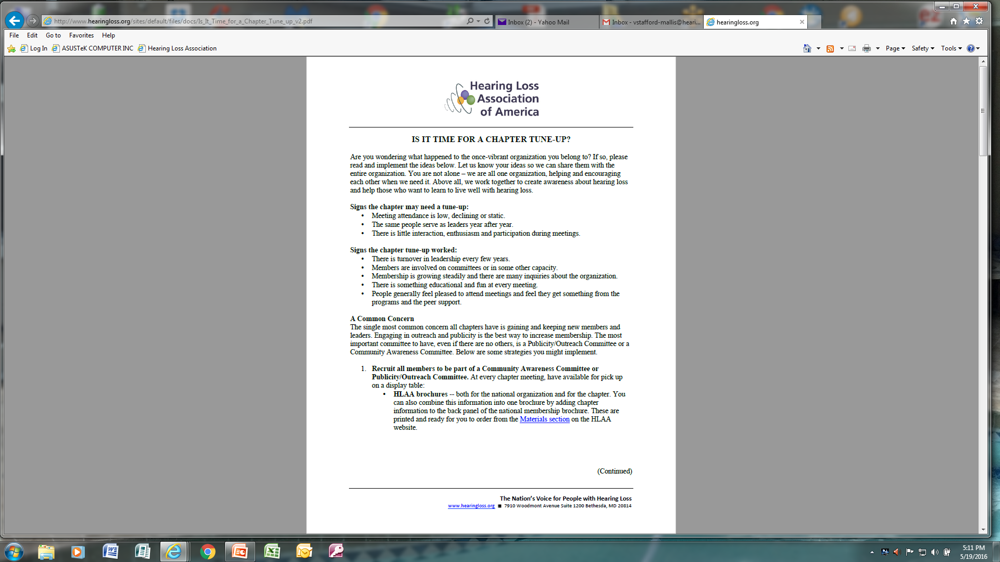 http://www.hearingloss.org/sites/default/files/docs/Is_It_Time_for_a_Chapter_Tune_up_v2.pdf
Inbox (2) - Yahoo Mail
Inbox - vstafford-mallis@heari...
hearingloss.org
File Edit Go to Favorites Help
Log In ASUSTeK COMPUTER INC Hearing Loss Association
Page Safety Tools
Hearing Loss
Association
of America
IS IT TIME FOR A CHAPTER TUNE-UP?
Are you wondering what happened to the once-vibrant organization you belong to? If so, please
read and implement the ideas below. Let us know your ideas so we can share them with the
entire organization. You are not alone – we are all one organization, helping and encouraging
each other when we need it. Above all, we work together to create awareness about hearing loss
and help those who want to learn to live well with hearing loss.
Signs the chapter may need a tune-up:
• Meeting attendance is low, declining or static.
• The same people serve as leaders year after year.
• There is little interaction, enthusiasm and participation during meetings.
Signs the chapter tune-up worked:
• There is turnover in leadership every few years.
• Members are involved on committees or in some other capacity.
• Membership is growing steadily and there are many inquiries about the organization.
• There is something educational and fun at every meeting.
• People generally feel pleased to attend meetings and feel they get something from the
programs and the peer support.
A Common Concern
The single most common concern all chapters have is gaining and keeping new members and
leaders. Engaging in outreach and publicity is the best way to increase membership. The most
important committee to have, even if there are no others, is a Publicity/Outreach Committee or a
Community Awareness Committee. Below are some strategies you might implement.
1. Recruit all members to be part of a Community Awareness Committee or
Publicity/Outreach Committee. At every chapter meeting, have available for pick up
on a display table:
• HLAA brochures -- both for the national organization and for the chapter. You
can also combine this information into one brochure by adding chapter
information to the back panel of the national membership brochure. These are
printed and ready for you to order from the Materials section on the HLAA
website.
(Continued)
The Nation's Voice for People with Hearing Loss
www.hearingloss.org ■ 7910 Woodmont Avenue Suite 1200 Bethesda, MD 20814
5:11 PM
5/19/2016